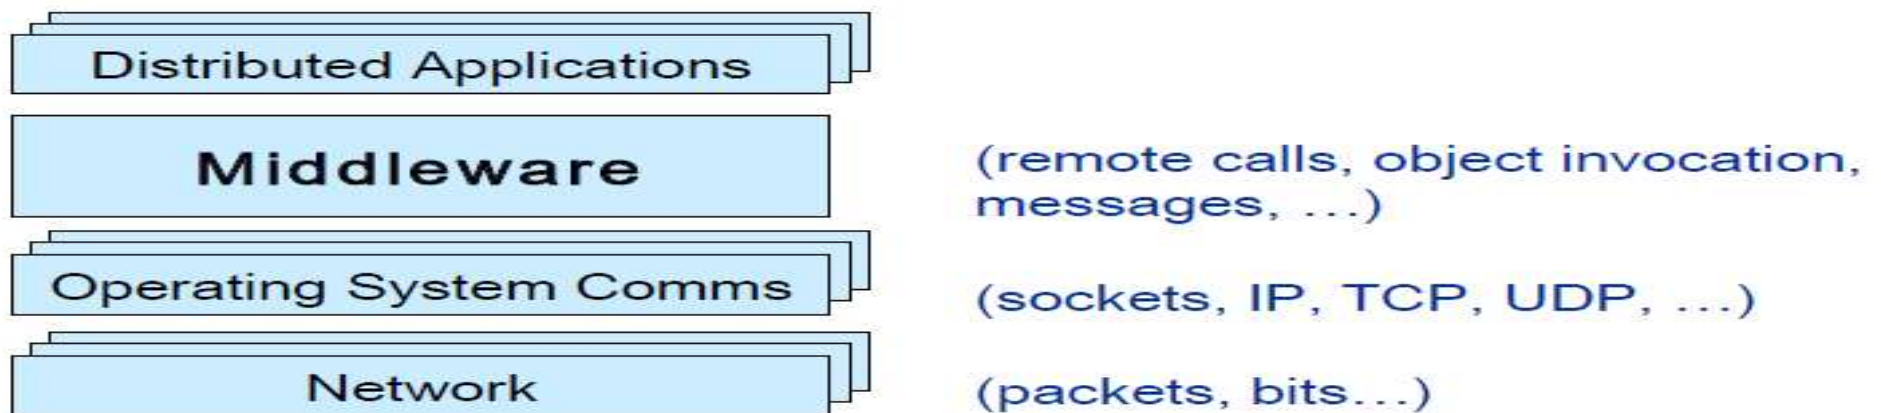 Distributed Applications
Middleware
(remote calls, object invocation,
messages, ...)
Operating System Comms
(sockets, IP, TCP, UDP, ...)
Network
(packets, bits...)